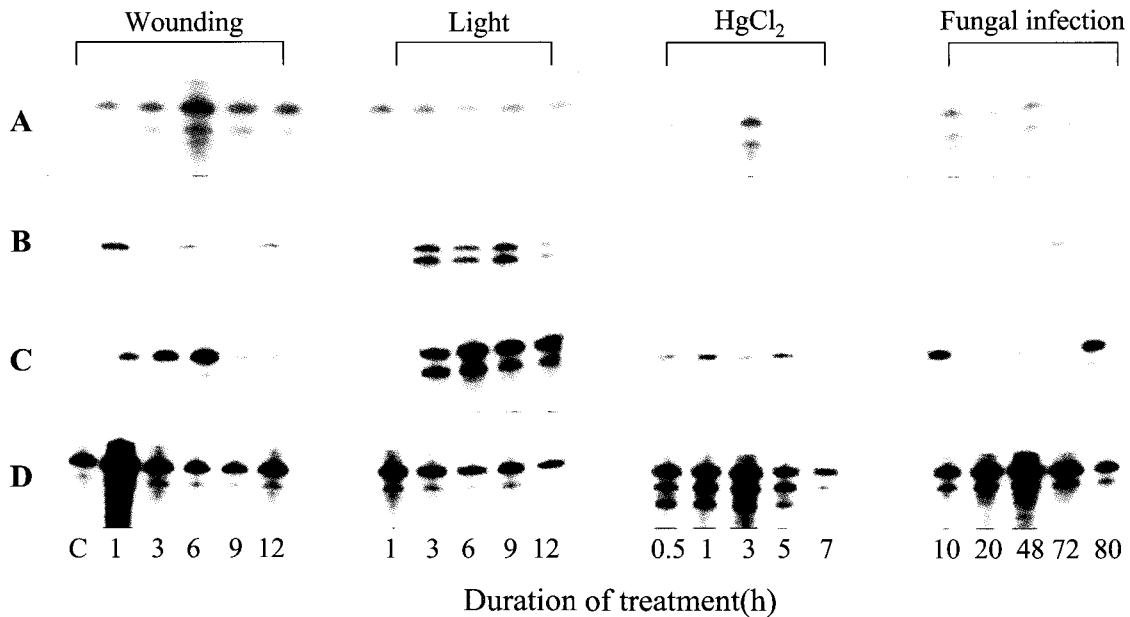 Wounding Light HgCl₂ Fungal infection
A
B
C
D
C 1 3 6 9 12 1 3 6 9 12 0.5 1 3 5 7 10 20 48 72 80
Duration of treatment(h)